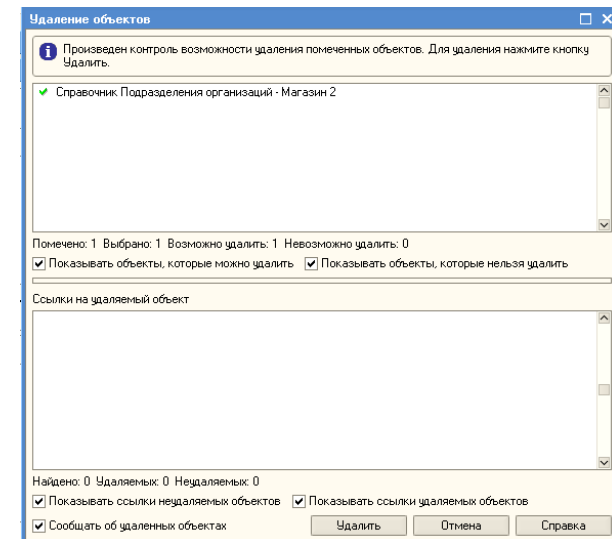 Удаление объектов
Произведен контроль возможности удаления помеченных объектов. Для удаления нажмите кнопку
Удалить.
Справочник Подразделения организаций - Магазин 2
Помечено: 1 Выбрано: 1 Возможно удалить: 1 Невозможно удалить: 0
Показывать объекты, которые можно удалить Показывать объекты, которые нельзя удалить
Ссылки на удаляемый объект
Найдено: 0 Удаляемых: 0 Неудаляемых: 0
Показывать ссылки неудаляемых объектов Показывать ссылки удаляемых объектов
Сообщать об удаленных объектах Удалить Отмена Справка